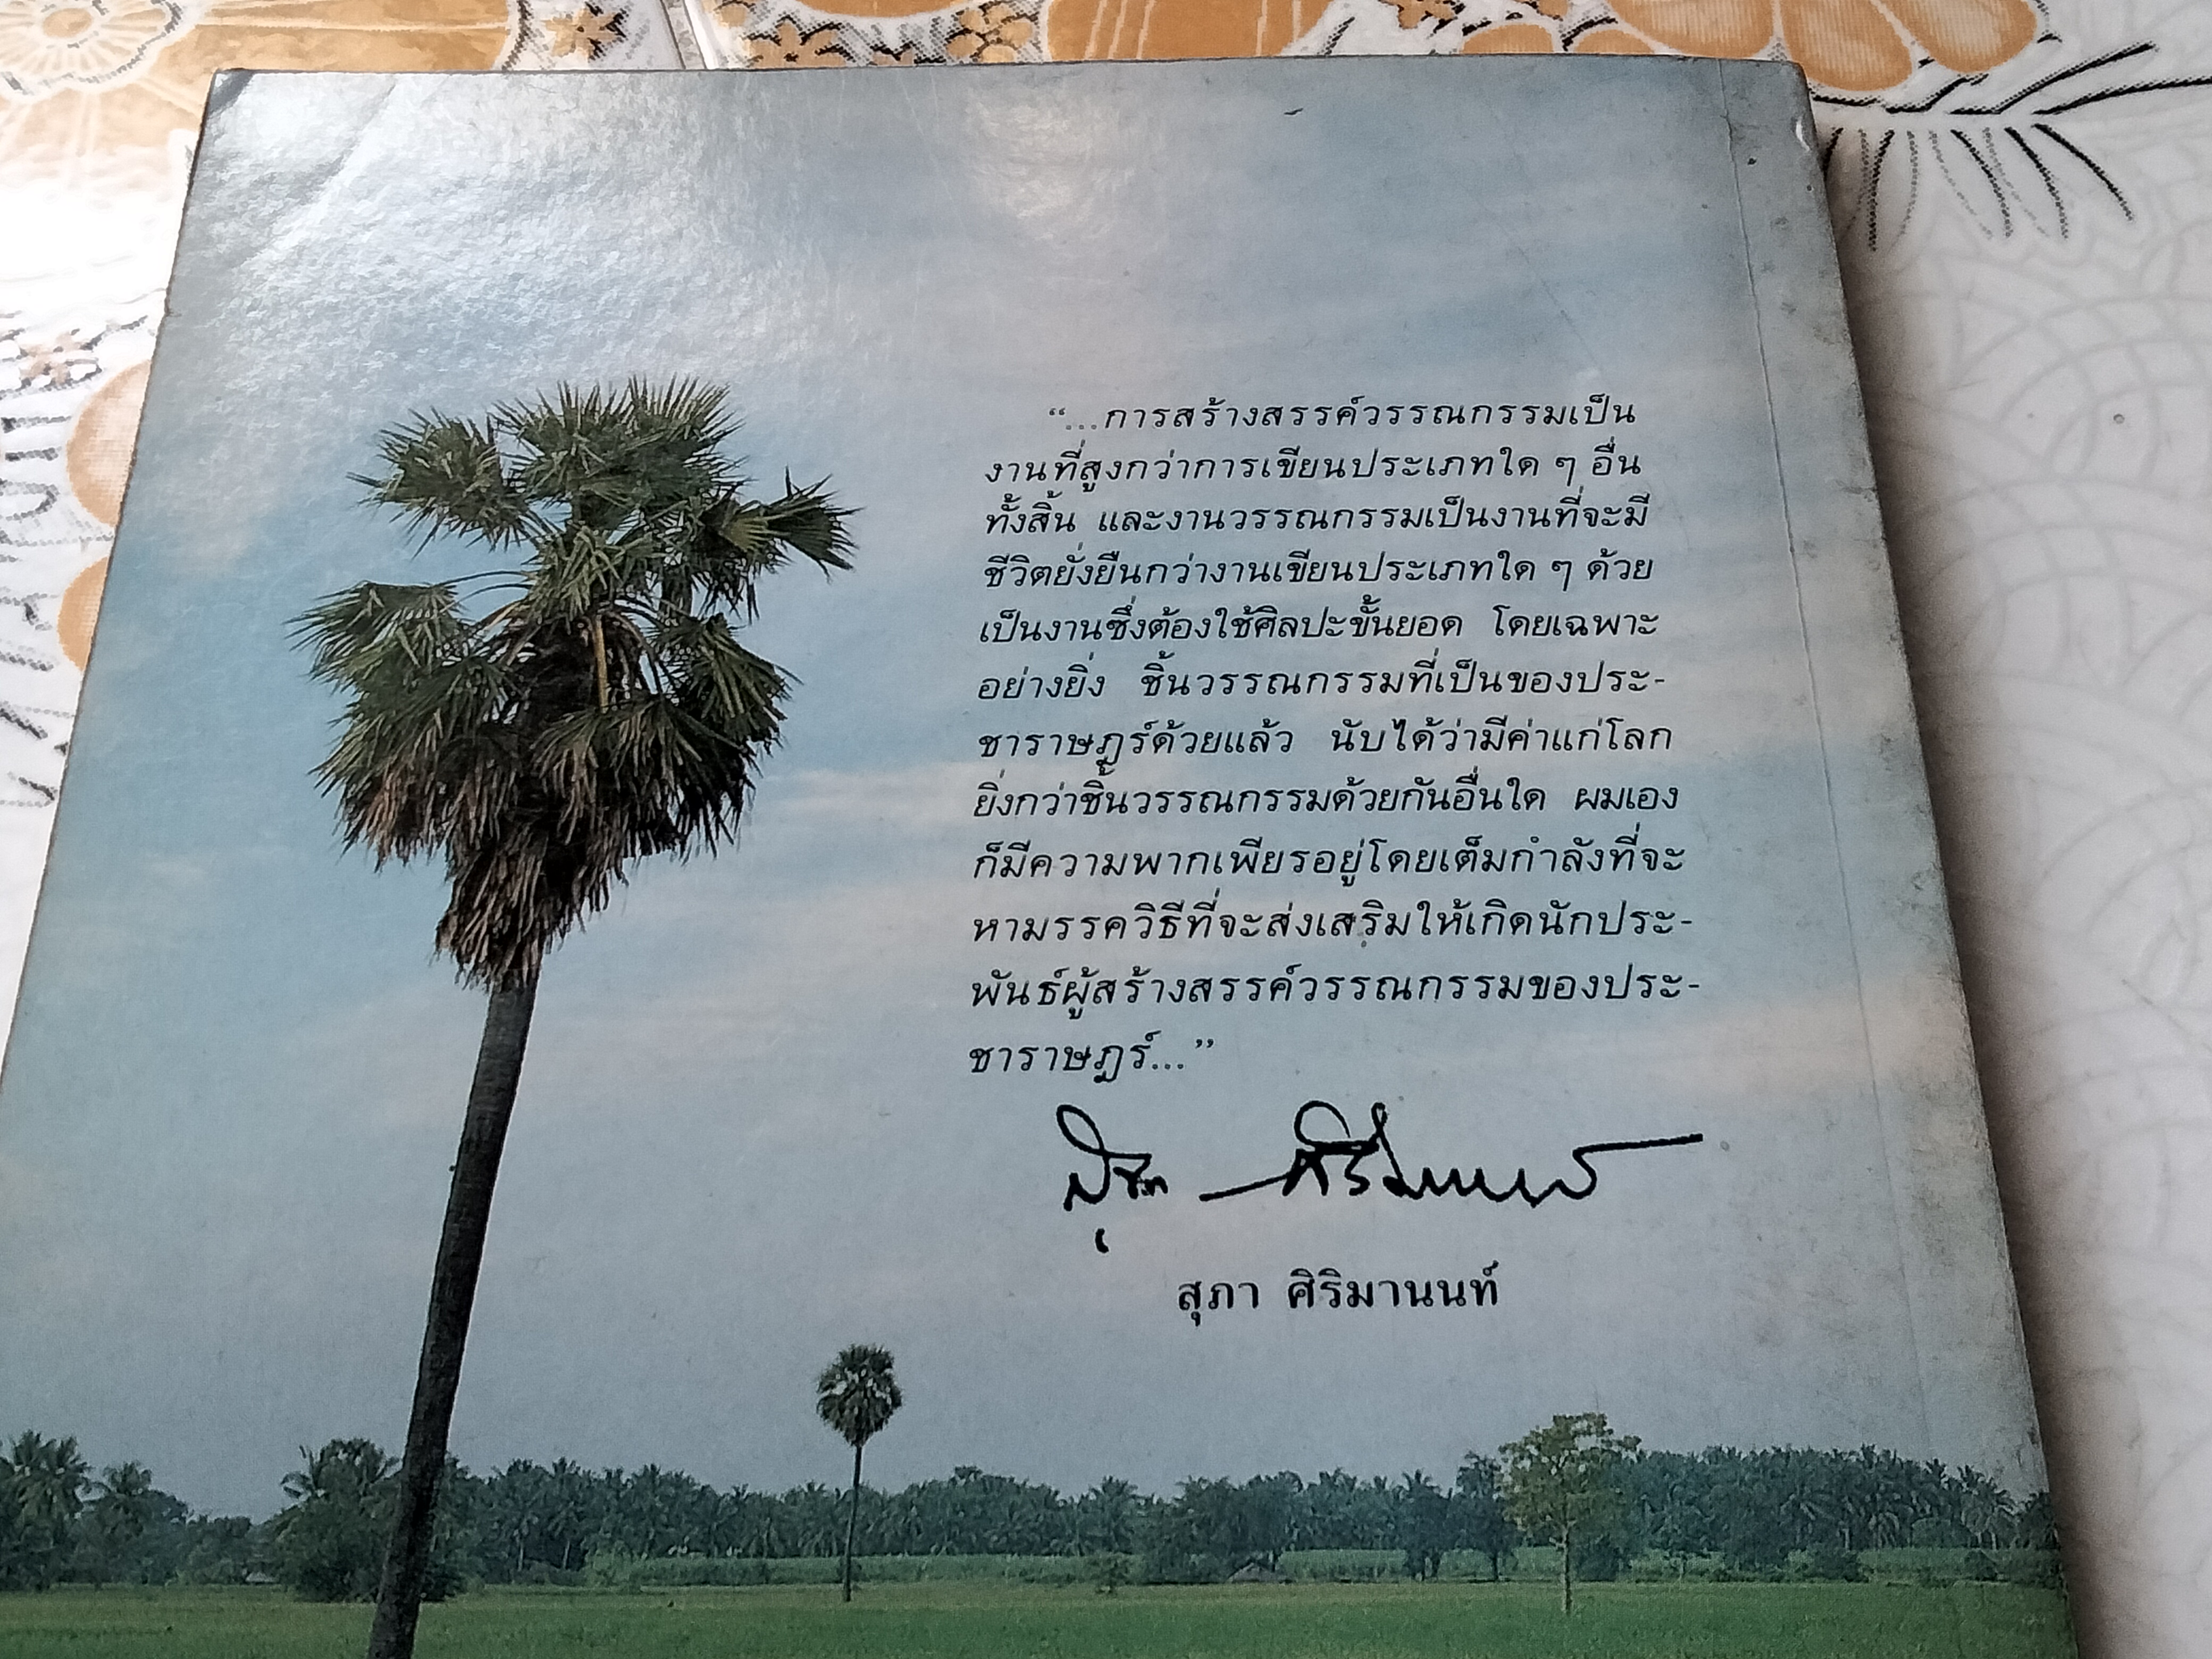 “...การสร้างสรรค์วรรณกรรมเป็น
งานที่สูงกว่าการเขียนประเภทใด ๆ อื่น
ทั้งสิ้น และงานวรรณกรรมเป็นงานที่จะมี
ชีวิตยั่งยืนกว่างานเขียนประเภทใด ๆ ด้วย
เป็นงานซึ่งต้องใช้ศิลปะขั้นยอด โดยเฉพาะ
อย่างยิ่ง ชิ้นวรรณกรรมที่เป็นของประ-
ชาราษฎร์ด้วยแล้ว นับได้ว่ามีค่าแก่โลก
ยิ่งกว่าชิ้นวรรณกรรมด้วยกันอื่นใด ผมเอง
ก็มีความพากเพียรอยู่โดยเต็มกำลังที่จะ
หามรรควิธีที่จะส่งเสริมให้เกิดนักประ-
พันธ์ผู้สร้างสรรค์วรรณกรรมของประ-
ชาราษฎร์...”
สุภา ศิริมานนท์
สุภา ศิริมานนท์